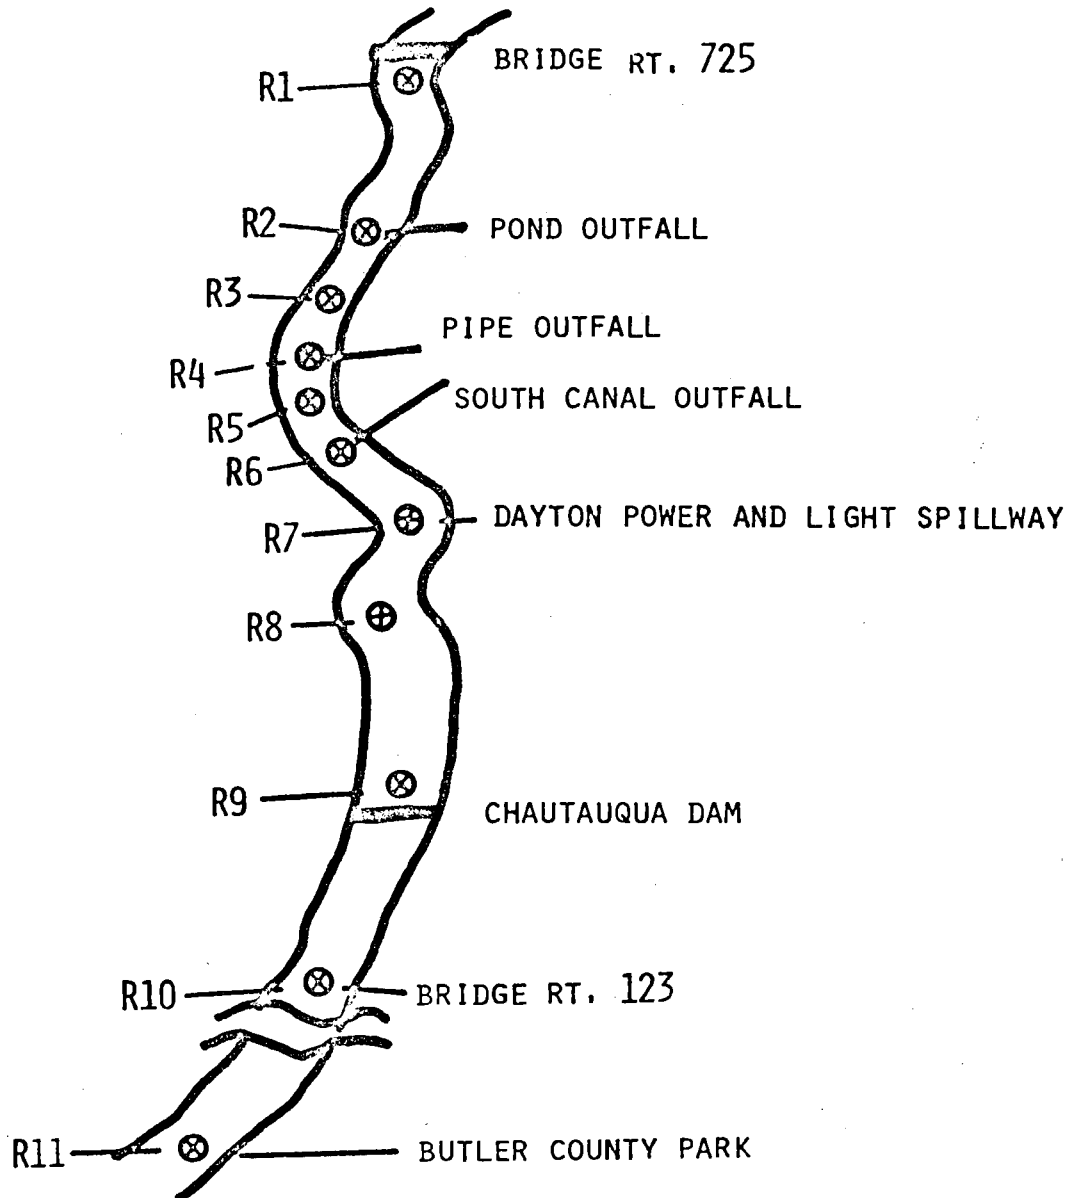 BRIDGE RT. 725
R1
R2
POND OUTFALL
R3
PIPE OUTFALL
R4
SOUTH CANAL OUTFALL
R5
R6
DAYTON POWER AND LIGHT SPILLWAY
R7
R8
R9
CHAUTAUQUA DAM
R10
BRIDGE RT. 123
R11
BUTLER COUNTY PARK